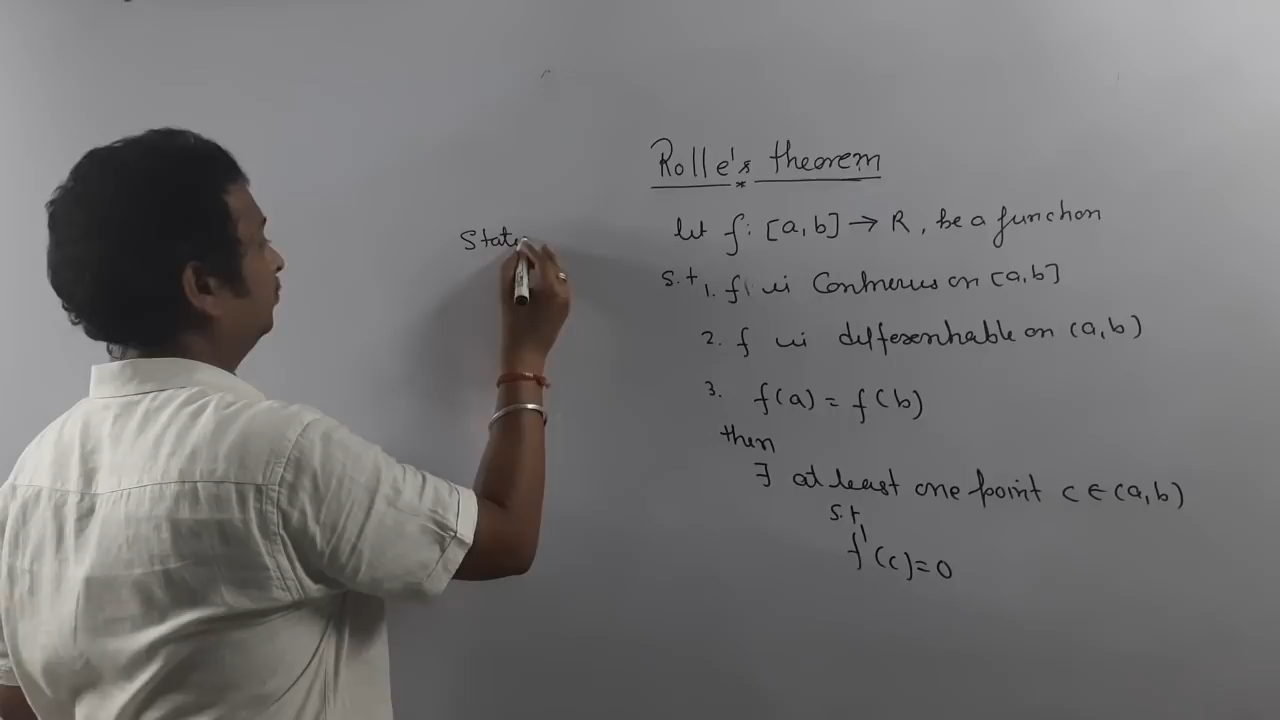 Rolle's theorem
let f: [a,b] → R, be a function
s.t 1. f is Continuous on [a,b]
2. f is differentiable on (a,b)
3. f(a) = f(b)
then
∃ at least one point c ∈ (a,b)
s.t
f'(c)=0
State